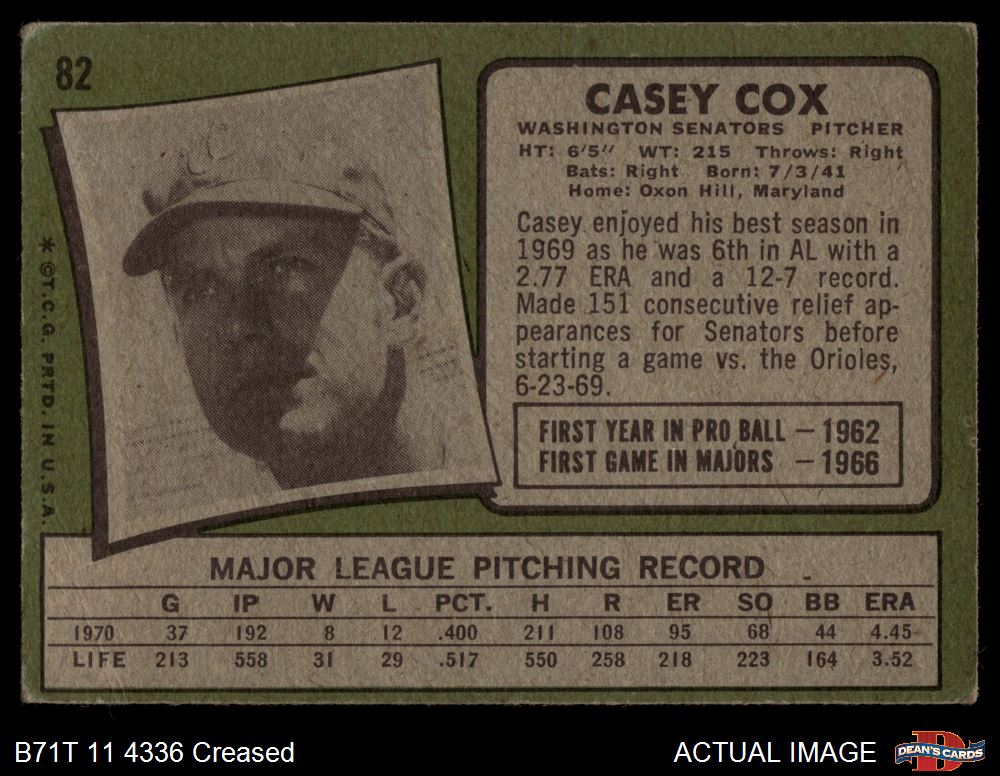 82
CASEY COX
WASHINGTON SENATORS PITCHER
HT: 6'5" WT: 215 Throws: Right
Bats: Right Born: 7/3/41
Home: Oxon Hill, Maryland
Casey enjoyed his best season in
1969 as he was 6th in AL with a
2.77 ERA and a 12-7 record.
Made 151 consecutive relief ap-
pearances for Senators before
starting a game vs. the Orioles,
6-23-69.
FIRST YEAR IN PRO BALL — 1962
FIRST GAME IN MAJORS — 1966
* ©T.C.G. PRTD. IN U.S.A.
MAJOR LEAGUE PITCHING RECORD
G IP W L PCT. H R ER SO BB ERA
1970 37 192 8 12 .400 211 108 95 68 44 4.45
LIFE 213 558 31 29 .517 550 258 218 223 164 3.52
B71T 11 4336 Creased
ACTUAL IMAGE
DEAN'S CARDS